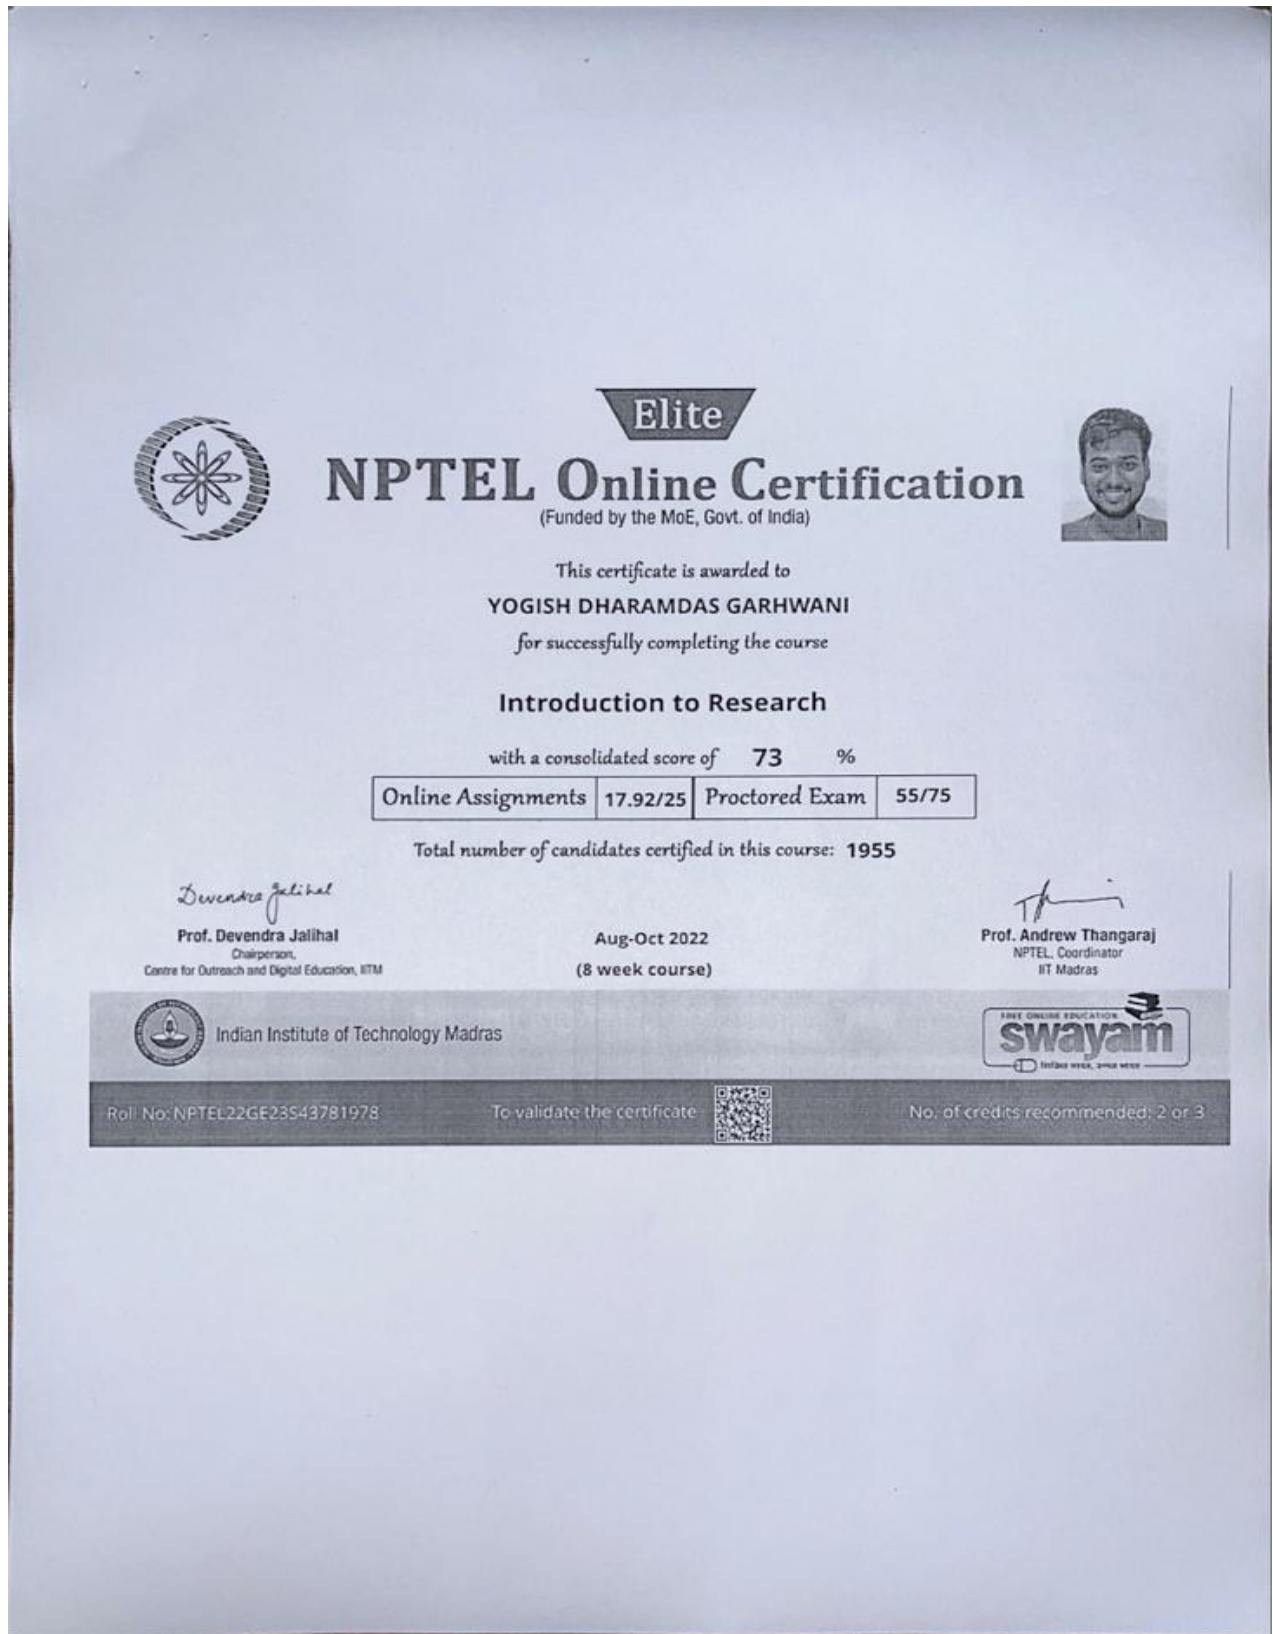 Elite
NPTEL Online Certification
(Funded by the MoE, Govt. of India)
This certificate is awarded to
YOGISH DHARAMDAS GARHWANI
for successfully completing the course
Introduction to Research
with a consolidated score of 73 %
Online Assignments 17.92/25 Proctored Exam 55/75
Total number of candidates certified in this course: 1955
Devendra Jalihal
Prof. Devendra Jalihal
Chairperson,
Centre for Outreach and Digital Education, IITM
Aug-Oct 2022
(8 week course)
Prof. Andrew Thangaraj
NPTEL, Coordinator
IIT Madras
Indian Institute of Technology Madras
FREE ONLINE EDUCATION
swayam
Roll No: NPTEL22GE23S43781978
To validate the certificate
No. of credits recommended: 2 or 3